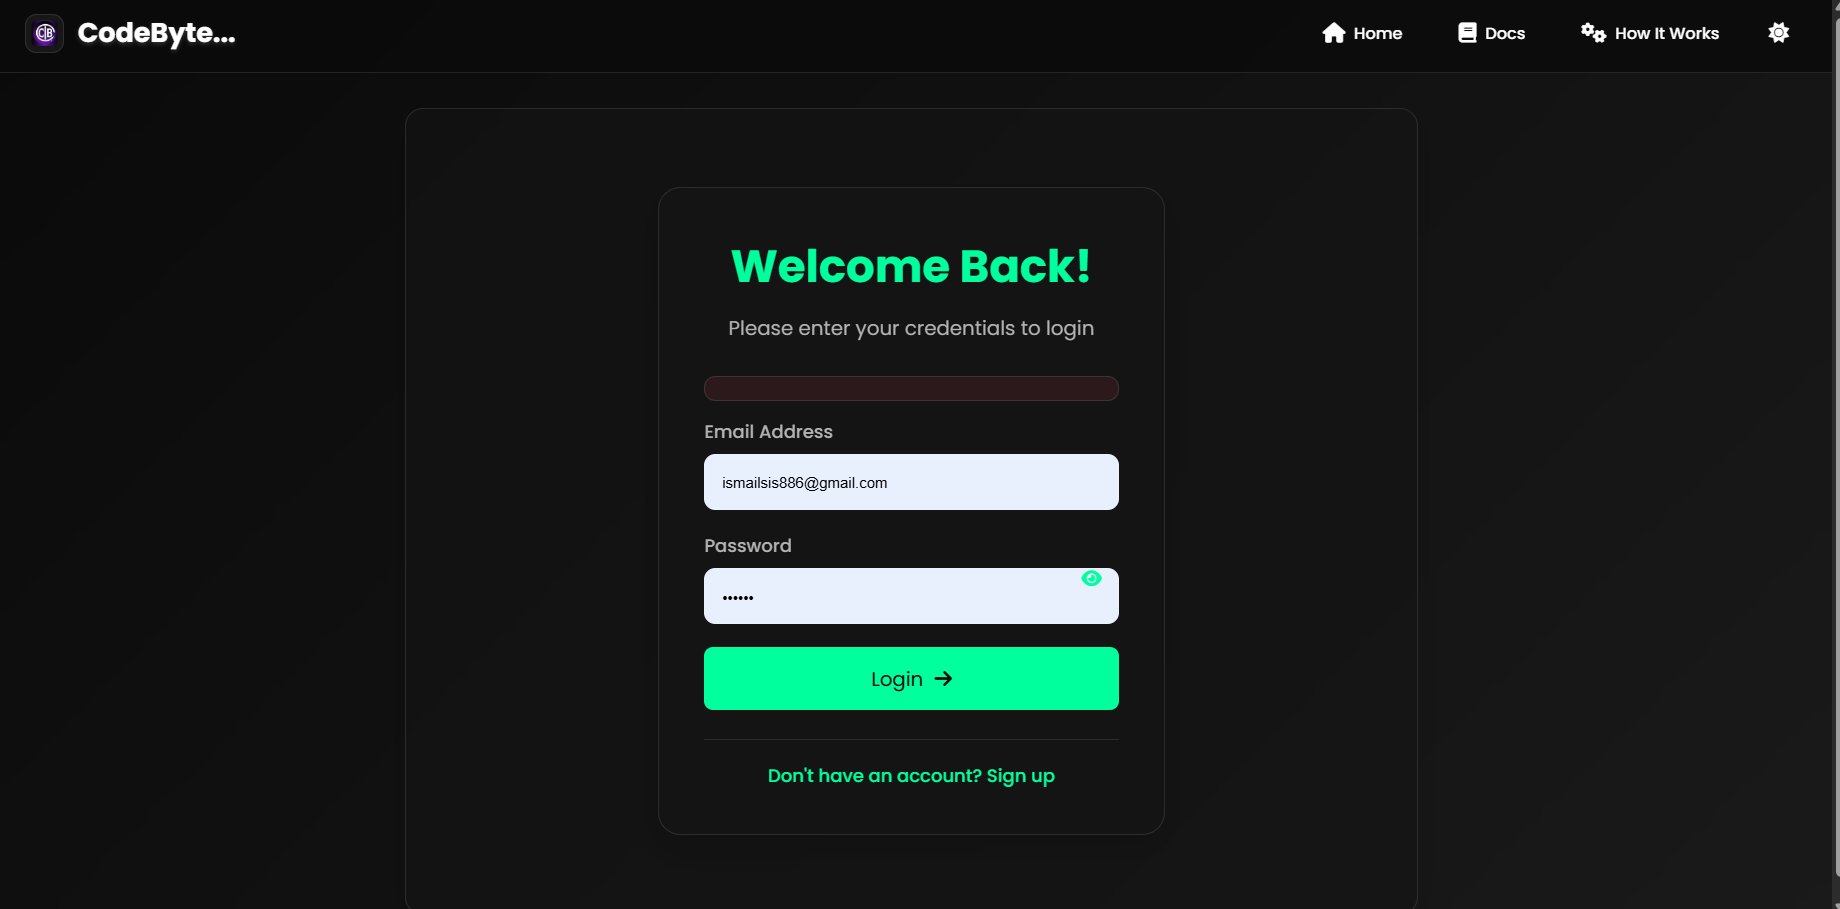 CodeByte...
Home
Docs
How It Works
Welcome Back!
Please enter your credentials to login
Email Address
ismailsis886@gmail.com
Password
••••••
Login →
Don't have an account? Sign up